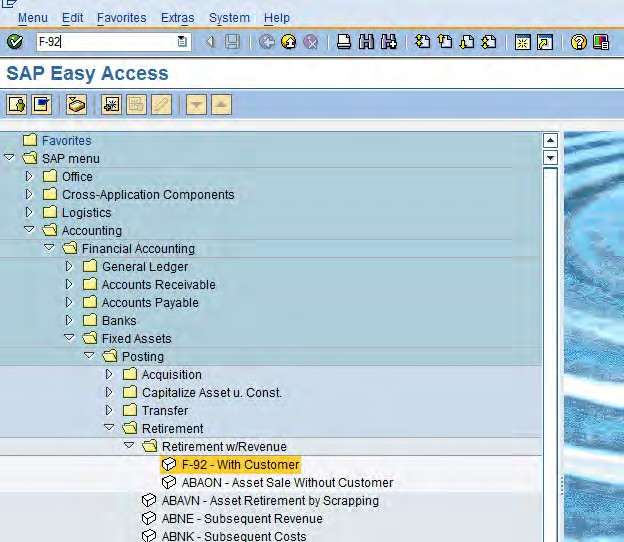 Menu Edit Favorites Extras System Help
F-92
SAP Easy Access
Favorites
SAP menu
Office
Cross-Application Components
Logistics
Accounting
Financial Accounting
General Ledger
Accounts Receivable
Accounts Payable
Banks
Fixed Assets
Posting
Acquisition
Capitalize Asset u. Const.
Transfer
Retirement
Retirement w/Revenue
F-92 - With Customer
ABAON - Asset Sale Without Customer
ABAVN - Asset Retirement by Scrapping
ABNE - Subsequent Revenue
ABNK - Subsequent Costs